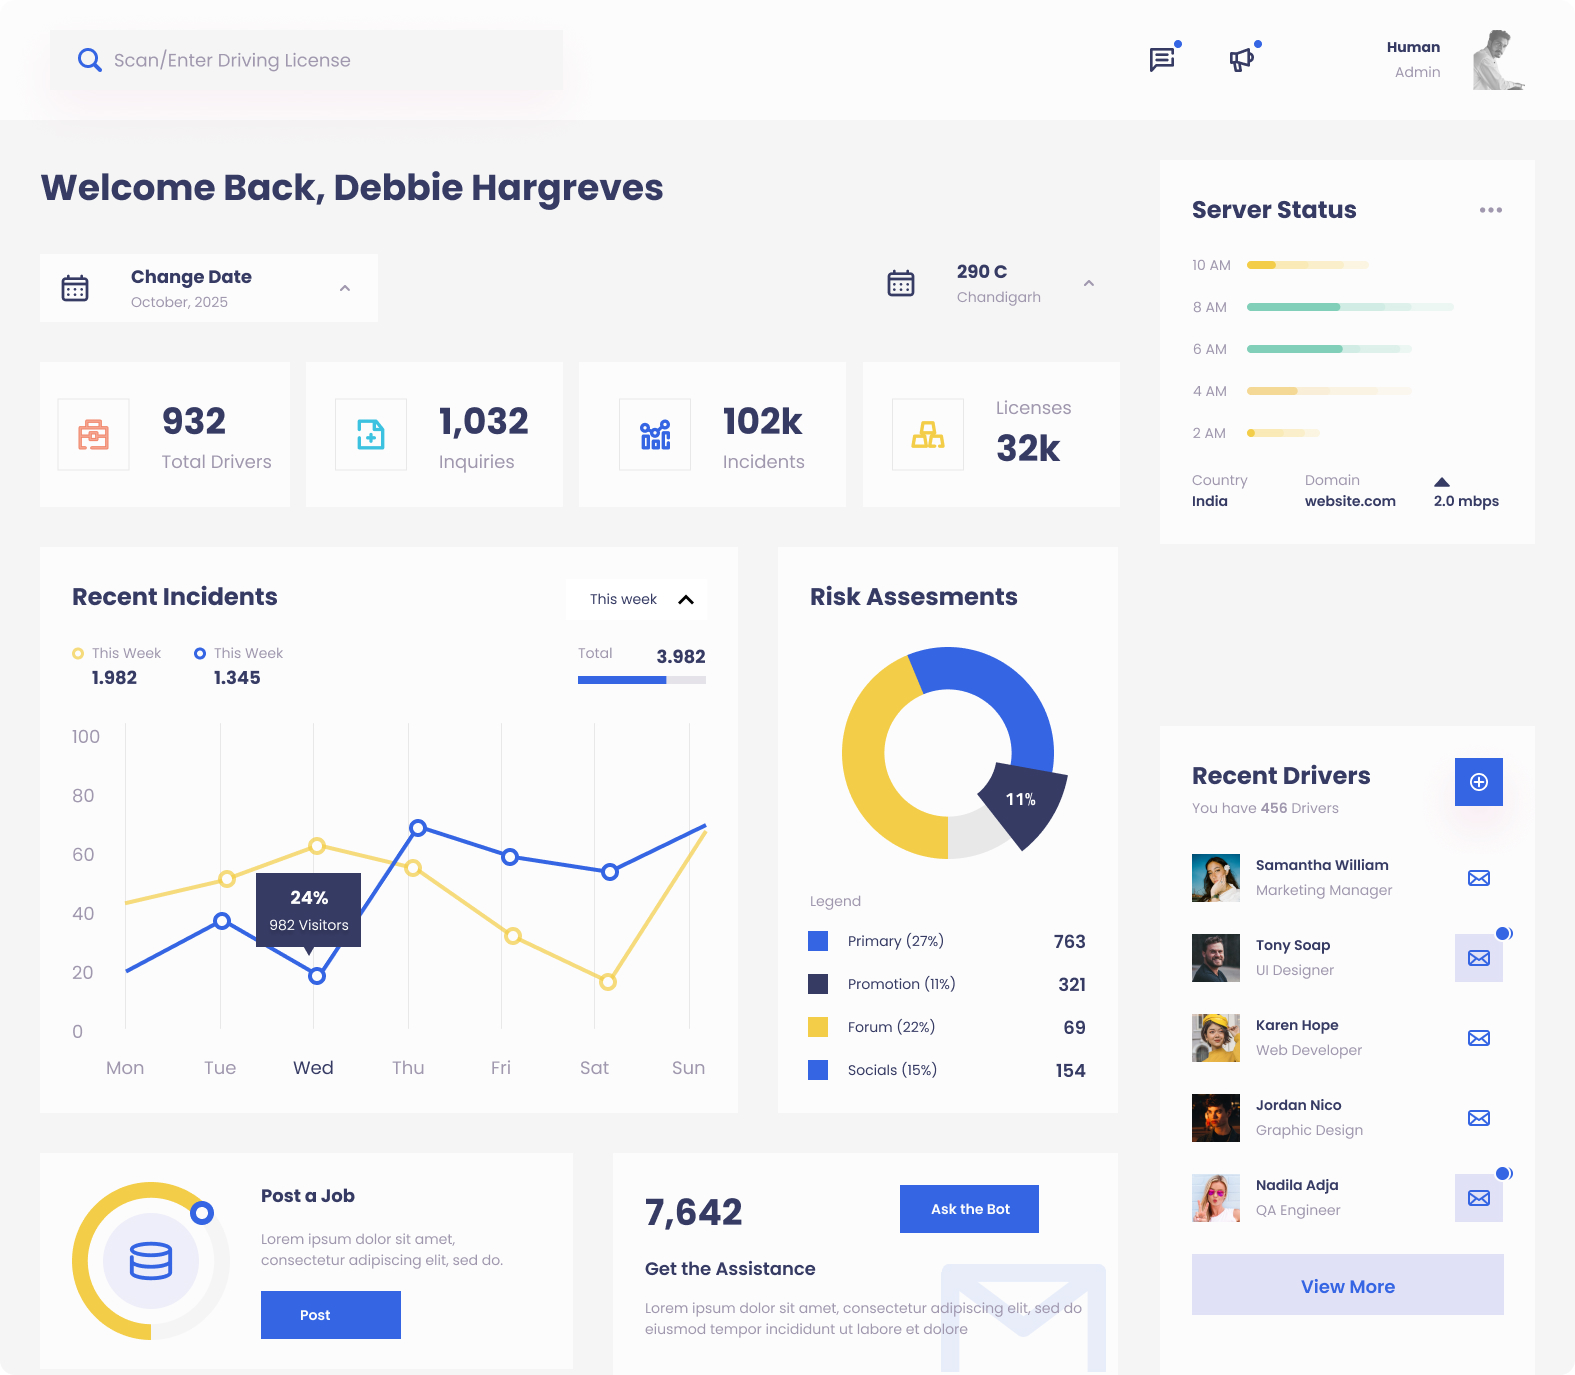 Scan/Enter Driving License
Human
Admin
Welcome Back, Debbie Hargreves
Change Date
October, 2025
290 C
Chandigarh
932
Total Drivers
1,032
Inquiries
102k
Incidents
Licenses
32k
Server Status
10 AM
8 AM
6 AM
4 AM
2 AM
Country
India
Domain
website.com
2.0 mbps
Recent Incidents
This week
This Week
1.982
This Week
1.345
Total
3.982
100
80
60
40
20
0
24%
982 Visitors
Mon
Tue
Wed
Thu
Fri
Sat
Sun
Risk Assesments
11%
Legend
Primary (27%)
763
Promotion (11%)
321
Forum (22%)
69
Socials (15%)
154
Recent Drivers
You have 456 Drivers
Samantha William
Marketing Manager
Tony Soap
UI Designer
Karen Hope
Web Developer
Jordan Nico
Graphic Design
Nadila Adja
QA Engineer
View More
Post a Job
Lorem ipsum dolor sit amet,
consectetur adipiscing elit, sed do.
Post
7,642
Ask the Bot
Get the Assistance
Lorem ipsum dolor sit amet, consectetur adipiscing elit, sed do
eiusmod tempor incididunt ut labore et dolore